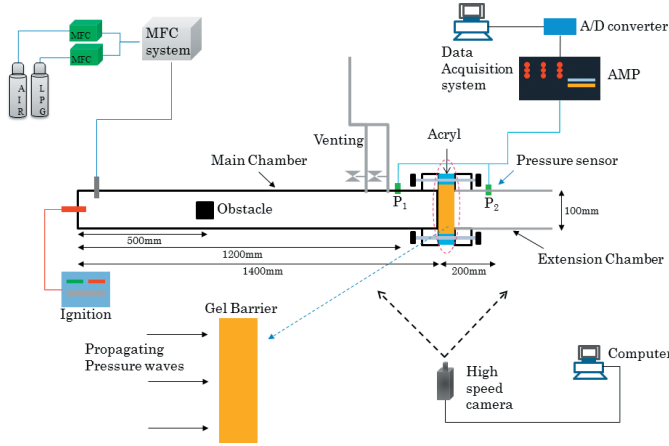 MFC
MFC
MFC
system
A
I
R
L
P
G
A/D converter
Data
Acquisition
system
AMP
Venting
Acryl
Main Chamber
Pressure sensor
P1
P2
Obstacle
100mm
500mm
1200mm
1400mm
200mm
Extension Chamber
Ignition
Gel Barrier
Propagating
Pressure waves
High
speed
camera
Computer